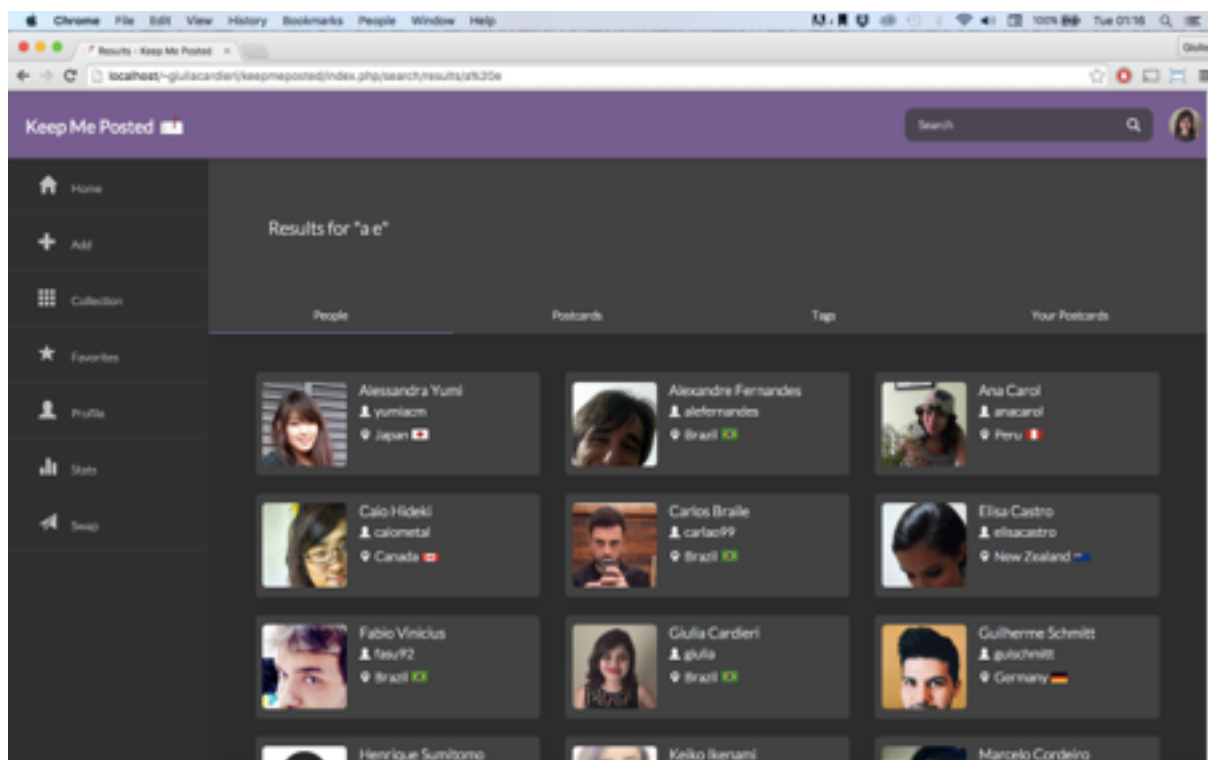 Chrome File Edit View History Bookmarks People Window Help
100% Tue 01:16
Results - Keep Me Posted
Giulia
localhost/~giuliacardieri/keepmeposted/index.php/search/results/a%20e
Keep Me Posted
Search
Home
Add
Collection
Favorites
Profile
Stats
Swap
Results for "a e"
People Postcards Tags Your Postcards
Alessandra Yumi
yumiacm
Japan
Alexandre Fernandes
alefernandes
Brazil
Ana Carol
anacarol
Peru
Caio Hideki
caiometal
Canada
Carlos Braile
carlao99
Brazil
Elisa Castro
elisacastro
New Zealand
Fabio Vinicius
fasu92
Brazil
Giulia Cardieri
giulia
Brazil
Guilherme Schmitt
guischmitt
Germany
Henrique Sumitomo
Keiko Ikenami
Marcelo Cordeiro